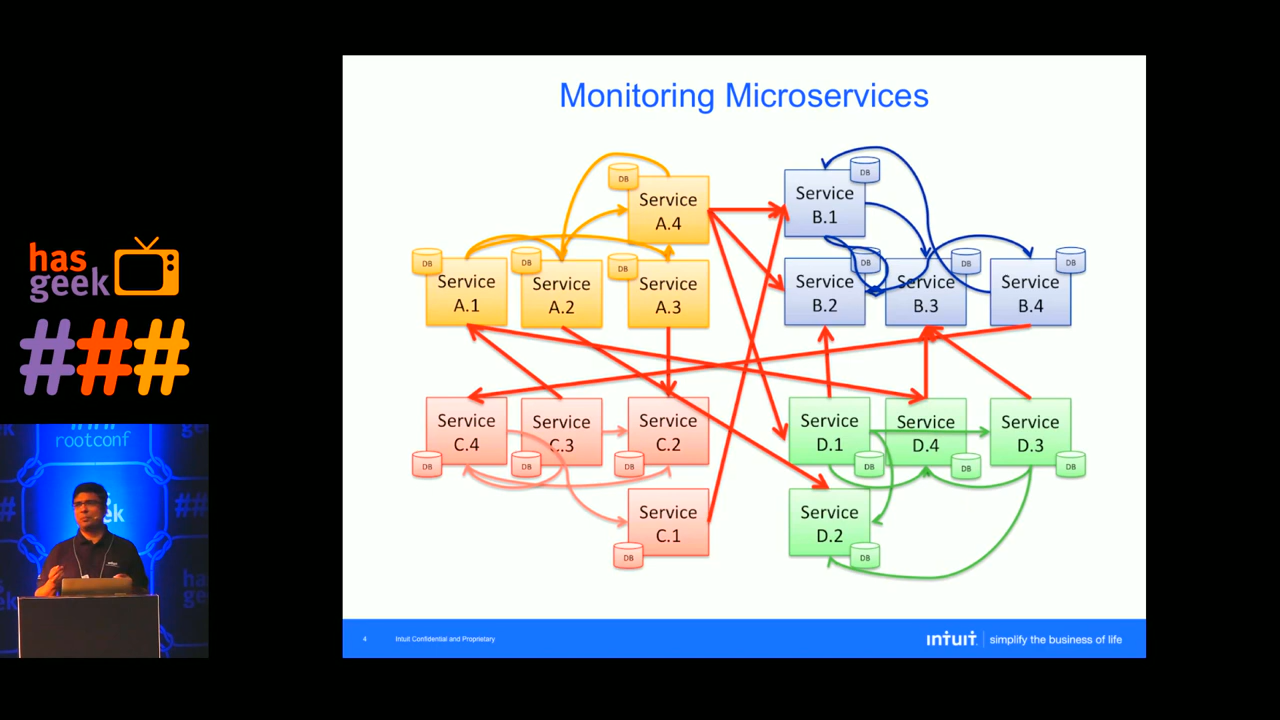 Monitoring Microservices
DB
Service
A.4
DB
Service
B.1
DB
Service
A.1
DB
Service
A.2
DB
Service
A.3
Service
B.2
DB
Service
B.3
DB
Service
B.4
DB
Service
C.4
DB
Service
C.3
DB
Service
C.2
DB
Service
D.1
DB
Service
D.4
DB
Service
D.3
DB
Service
C.1
DB
Service
D.2
DB
4
Intuit Confidential and Proprietary
intuit
simplify the business of life
has
geek
###
rootconf
ek